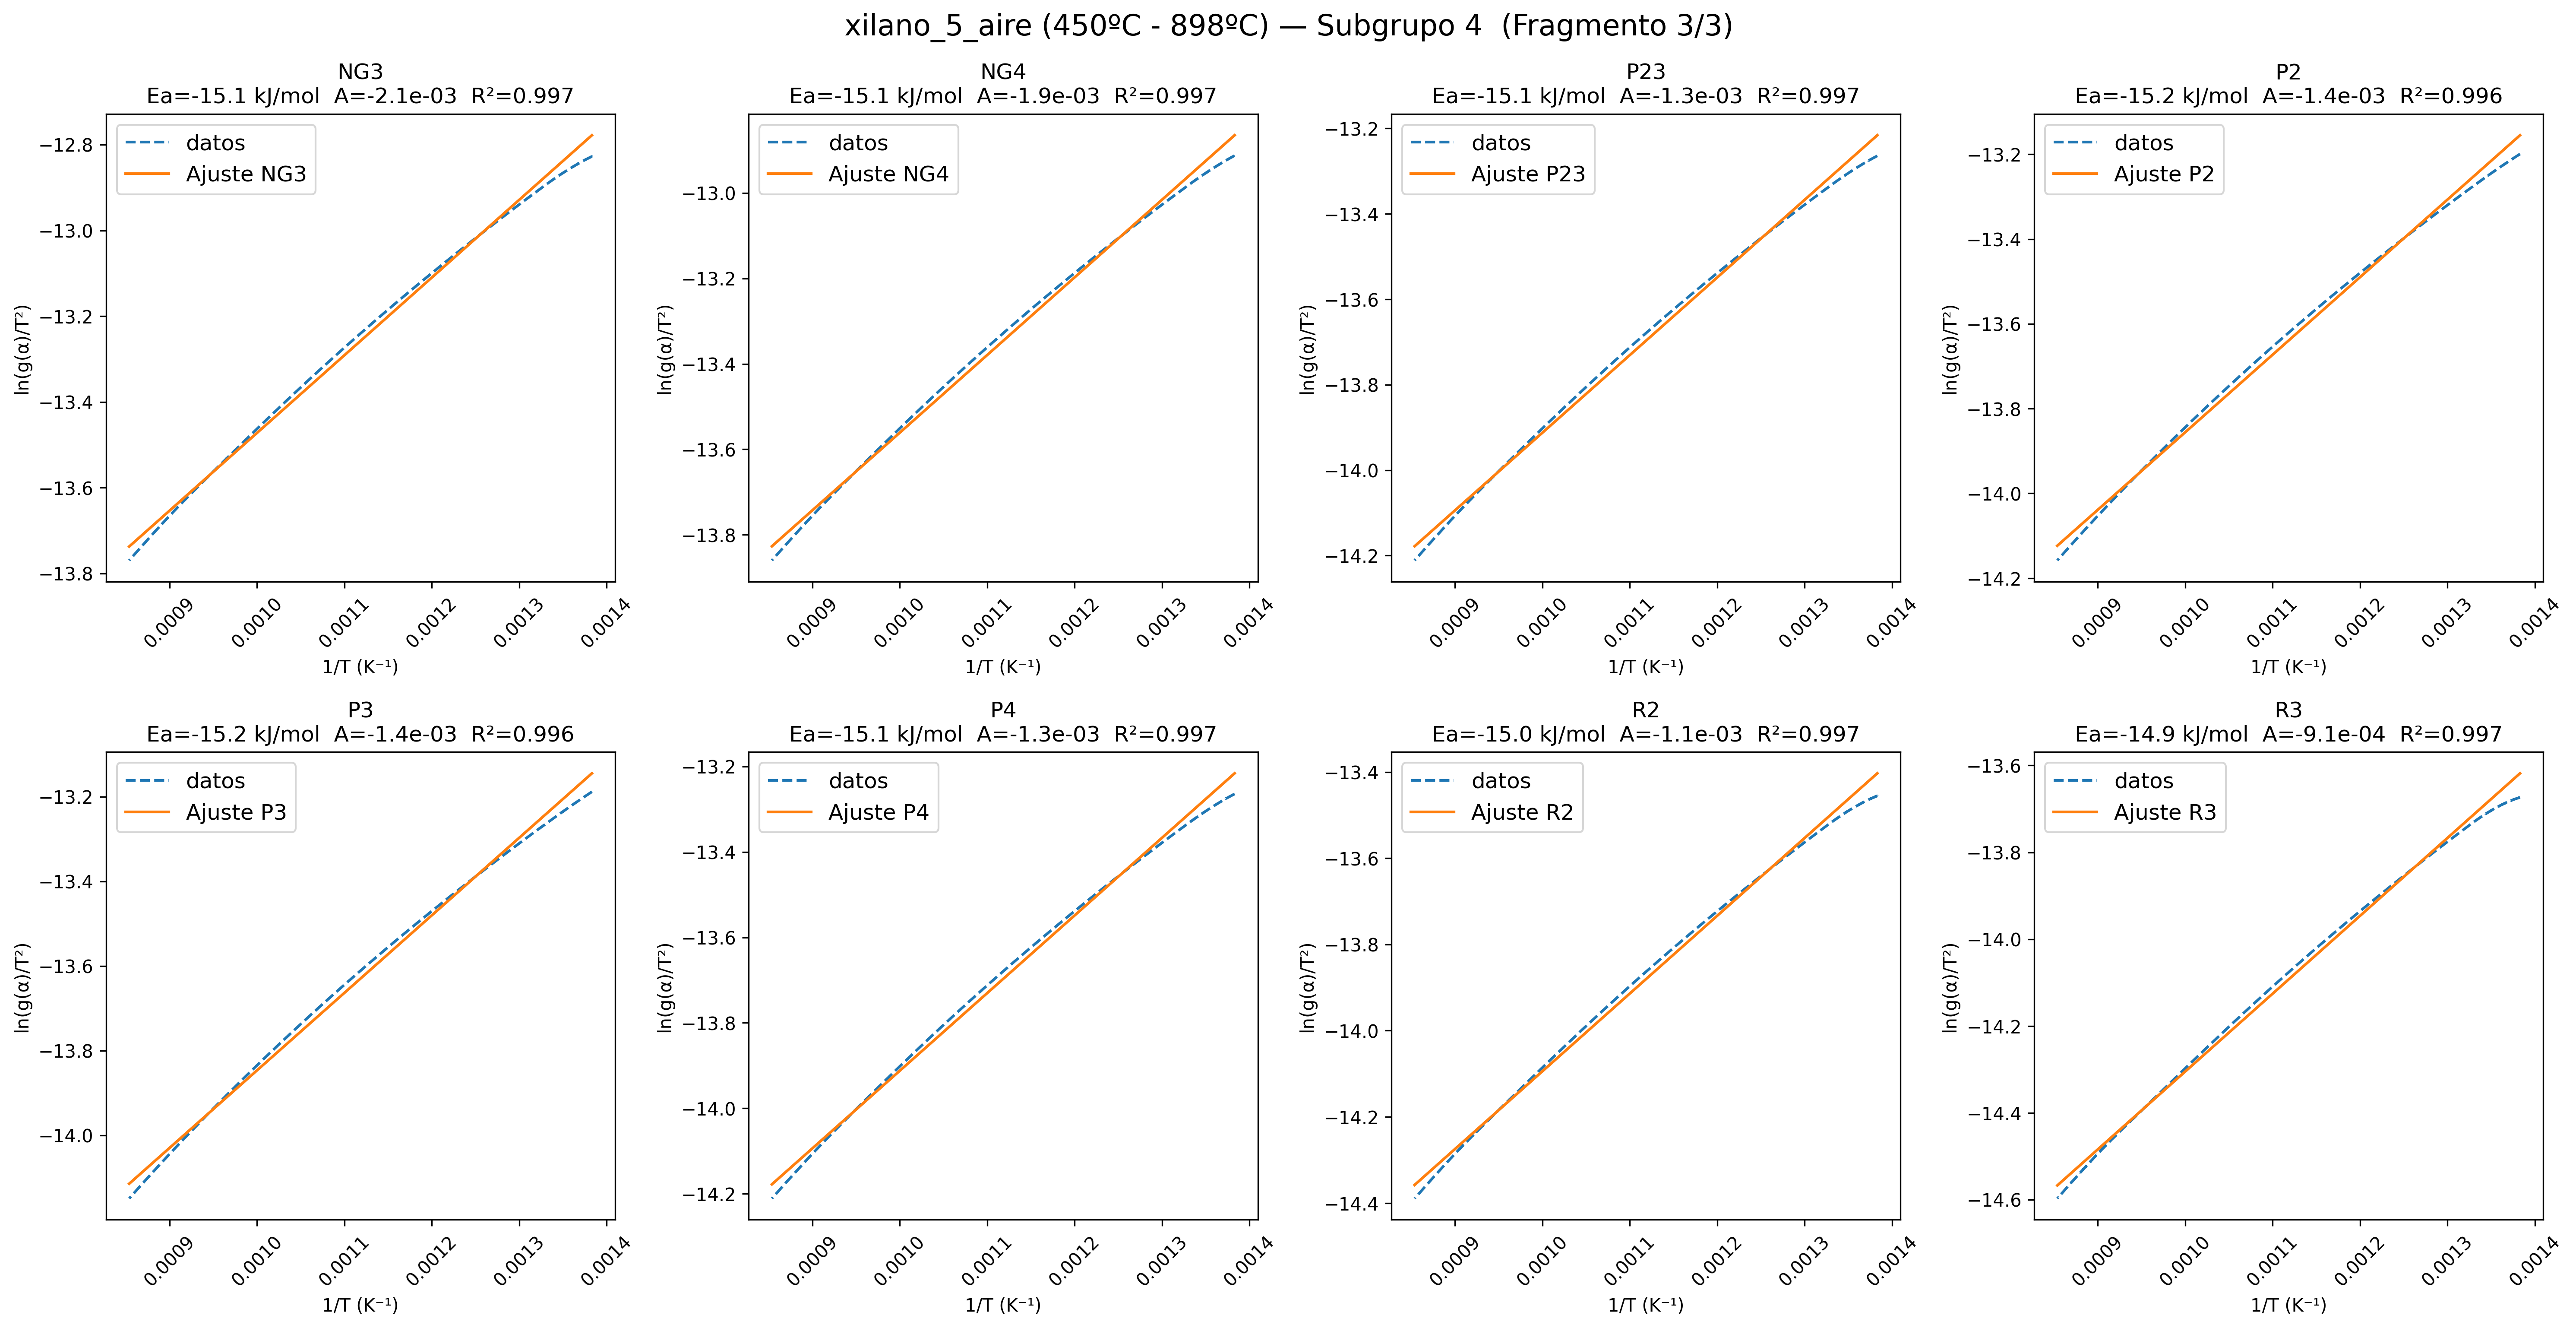 xilano_5_aire (450ºC - 898ºC) — Subgrupo 4  (Fragmento 3/3)
NG3
Ea=-15.1 kJ/mol  A=-2.1e-03  R²=0.997
datos
Ajuste NG3
ln(g(α)/T²)
−12.8
−13.0
−13.2
−13.4
−13.6
−13.8
0.0009
0.0010
0.0011
0.0012
0.0013
0.0014
1/T (K⁻¹)
NG4
Ea=-15.1 kJ/mol  A=-1.9e-03  R²=0.997
datos
Ajuste NG4
ln(g(α)/T²)
−13.0
−13.2
−13.4
−13.6
−13.8
0.0009
0.0010
0.0011
0.0012
0.0013
0.0014
1/T (K⁻¹)
P23
Ea=-15.1 kJ/mol  A=-1.3e-03  R²=0.997
datos
Ajuste P23
ln(g(α)/T²)
−13.2
−13.4
−13.6
−13.8
−14.0
−14.2
0.0009
0.0010
0.0011
0.0012
0.0013
0.0014
1/T (K⁻¹)
P2
Ea=-15.2 kJ/mol  A=-1.4e-03  R²=0.996
datos
Ajuste P2
ln(g(α)/T²)
−13.2
−13.4
−13.6
−13.8
−14.0
−14.2
0.0009
0.0010
0.0011
0.0012
0.0013
0.0014
1/T (K⁻¹)
P3
Ea=-15.2 kJ/mol  A=-1.4e-03  R²=0.996
datos
Ajuste P3
ln(g(α)/T²)
−13.2
−13.4
−13.6
−13.8
−14.0
0.0009
0.0010
0.0011
0.0012
0.0013
0.0014
1/T (K⁻¹)
P4
Ea=-15.1 kJ/mol  A=-1.3e-03  R²=0.997
datos
Ajuste P4
ln(g(α)/T²)
−13.2
−13.4
−13.6
−13.8
−14.0
−14.2
0.0009
0.0010
0.0011
0.0012
0.0013
0.0014
1/T (K⁻¹)
R2
Ea=-15.0 kJ/mol  A=-1.1e-03  R²=0.997
datos
Ajuste R2
ln(g(α)/T²)
−13.4
−13.6
−13.8
−14.0
−14.2
−14.4
0.0009
0.0010
0.0011
0.0012
0.0013
0.0014
1/T (K⁻¹)
R3
Ea=-14.9 kJ/mol  A=-9.1e-04  R²=0.997
datos
Ajuste R3
ln(g(α)/T²)
−13.6
−13.8
−14.0
−14.2
−14.4
−14.6
0.0009
0.0010
0.0011
0.0012
0.0013
0.0014
1/T (K⁻¹)